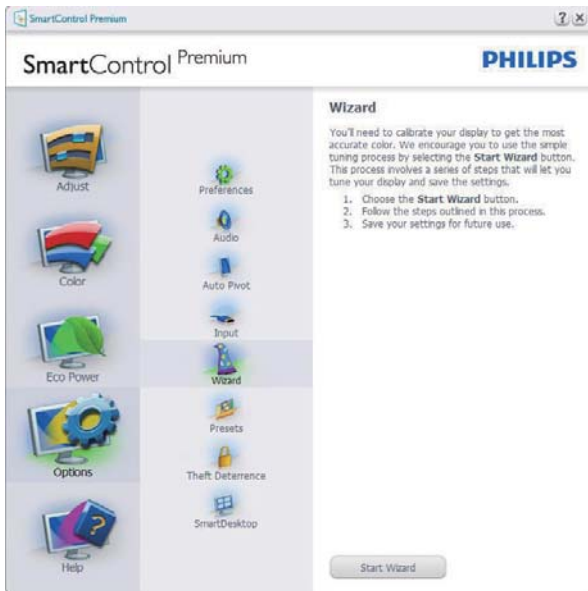 SmartControl Premium
? x
SmartControl Premium
PHILIPS
Adjust
Color
Eco Power
Options
Help
Preferences
Audio
Auto Pivot
Input
Wizard
Presets
Theft Deterrence
SmartDesktop
Wizard
You'll need to calibrate your display to get the most
accurate color. We encourage you to use the simple
tuning process by selecting the Start Wizard button.
This process involves a series of steps that will let you
tune your display and save the settings.
1. Choose the Start Wizard button.
2. Follow the steps outlined in this process.
3. Save your settings for future use.
Start Wizard